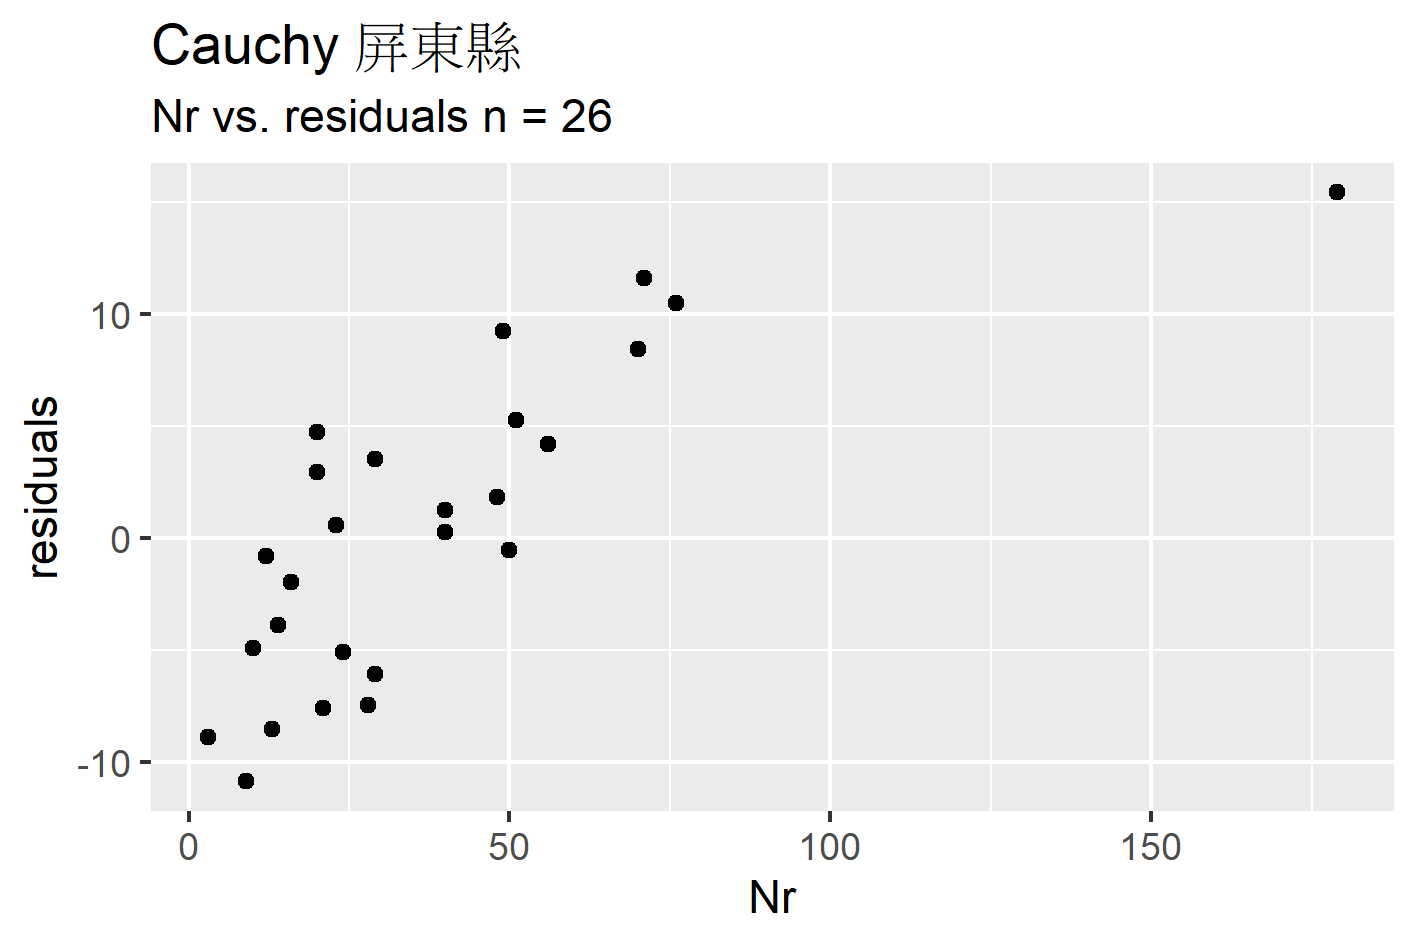 Cauchy 屏東縣
Nr vs. residuals n = 26
10
0
-10
residuals
0 50 100 150
Nr